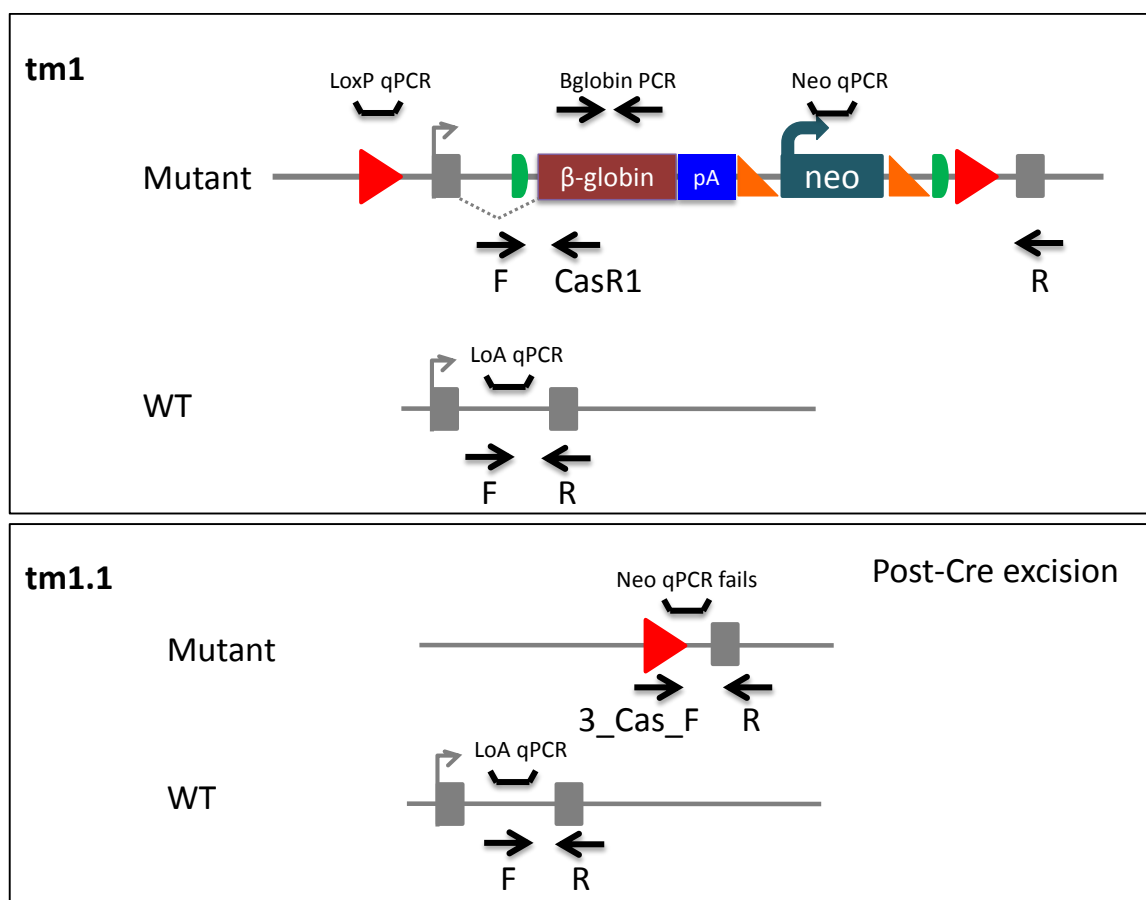 tm1
LoxP qPCR
Bglobin PCR
Neo qPCR
Mutant
β-globin
pA
neo
F
CasR1
R
LoA qPCR
WT
F
R
tm1.1
Post-Cre excision
Neo qPCR fails
Mutant
3_Cas_F
R
LoA qPCR
WT
F
R